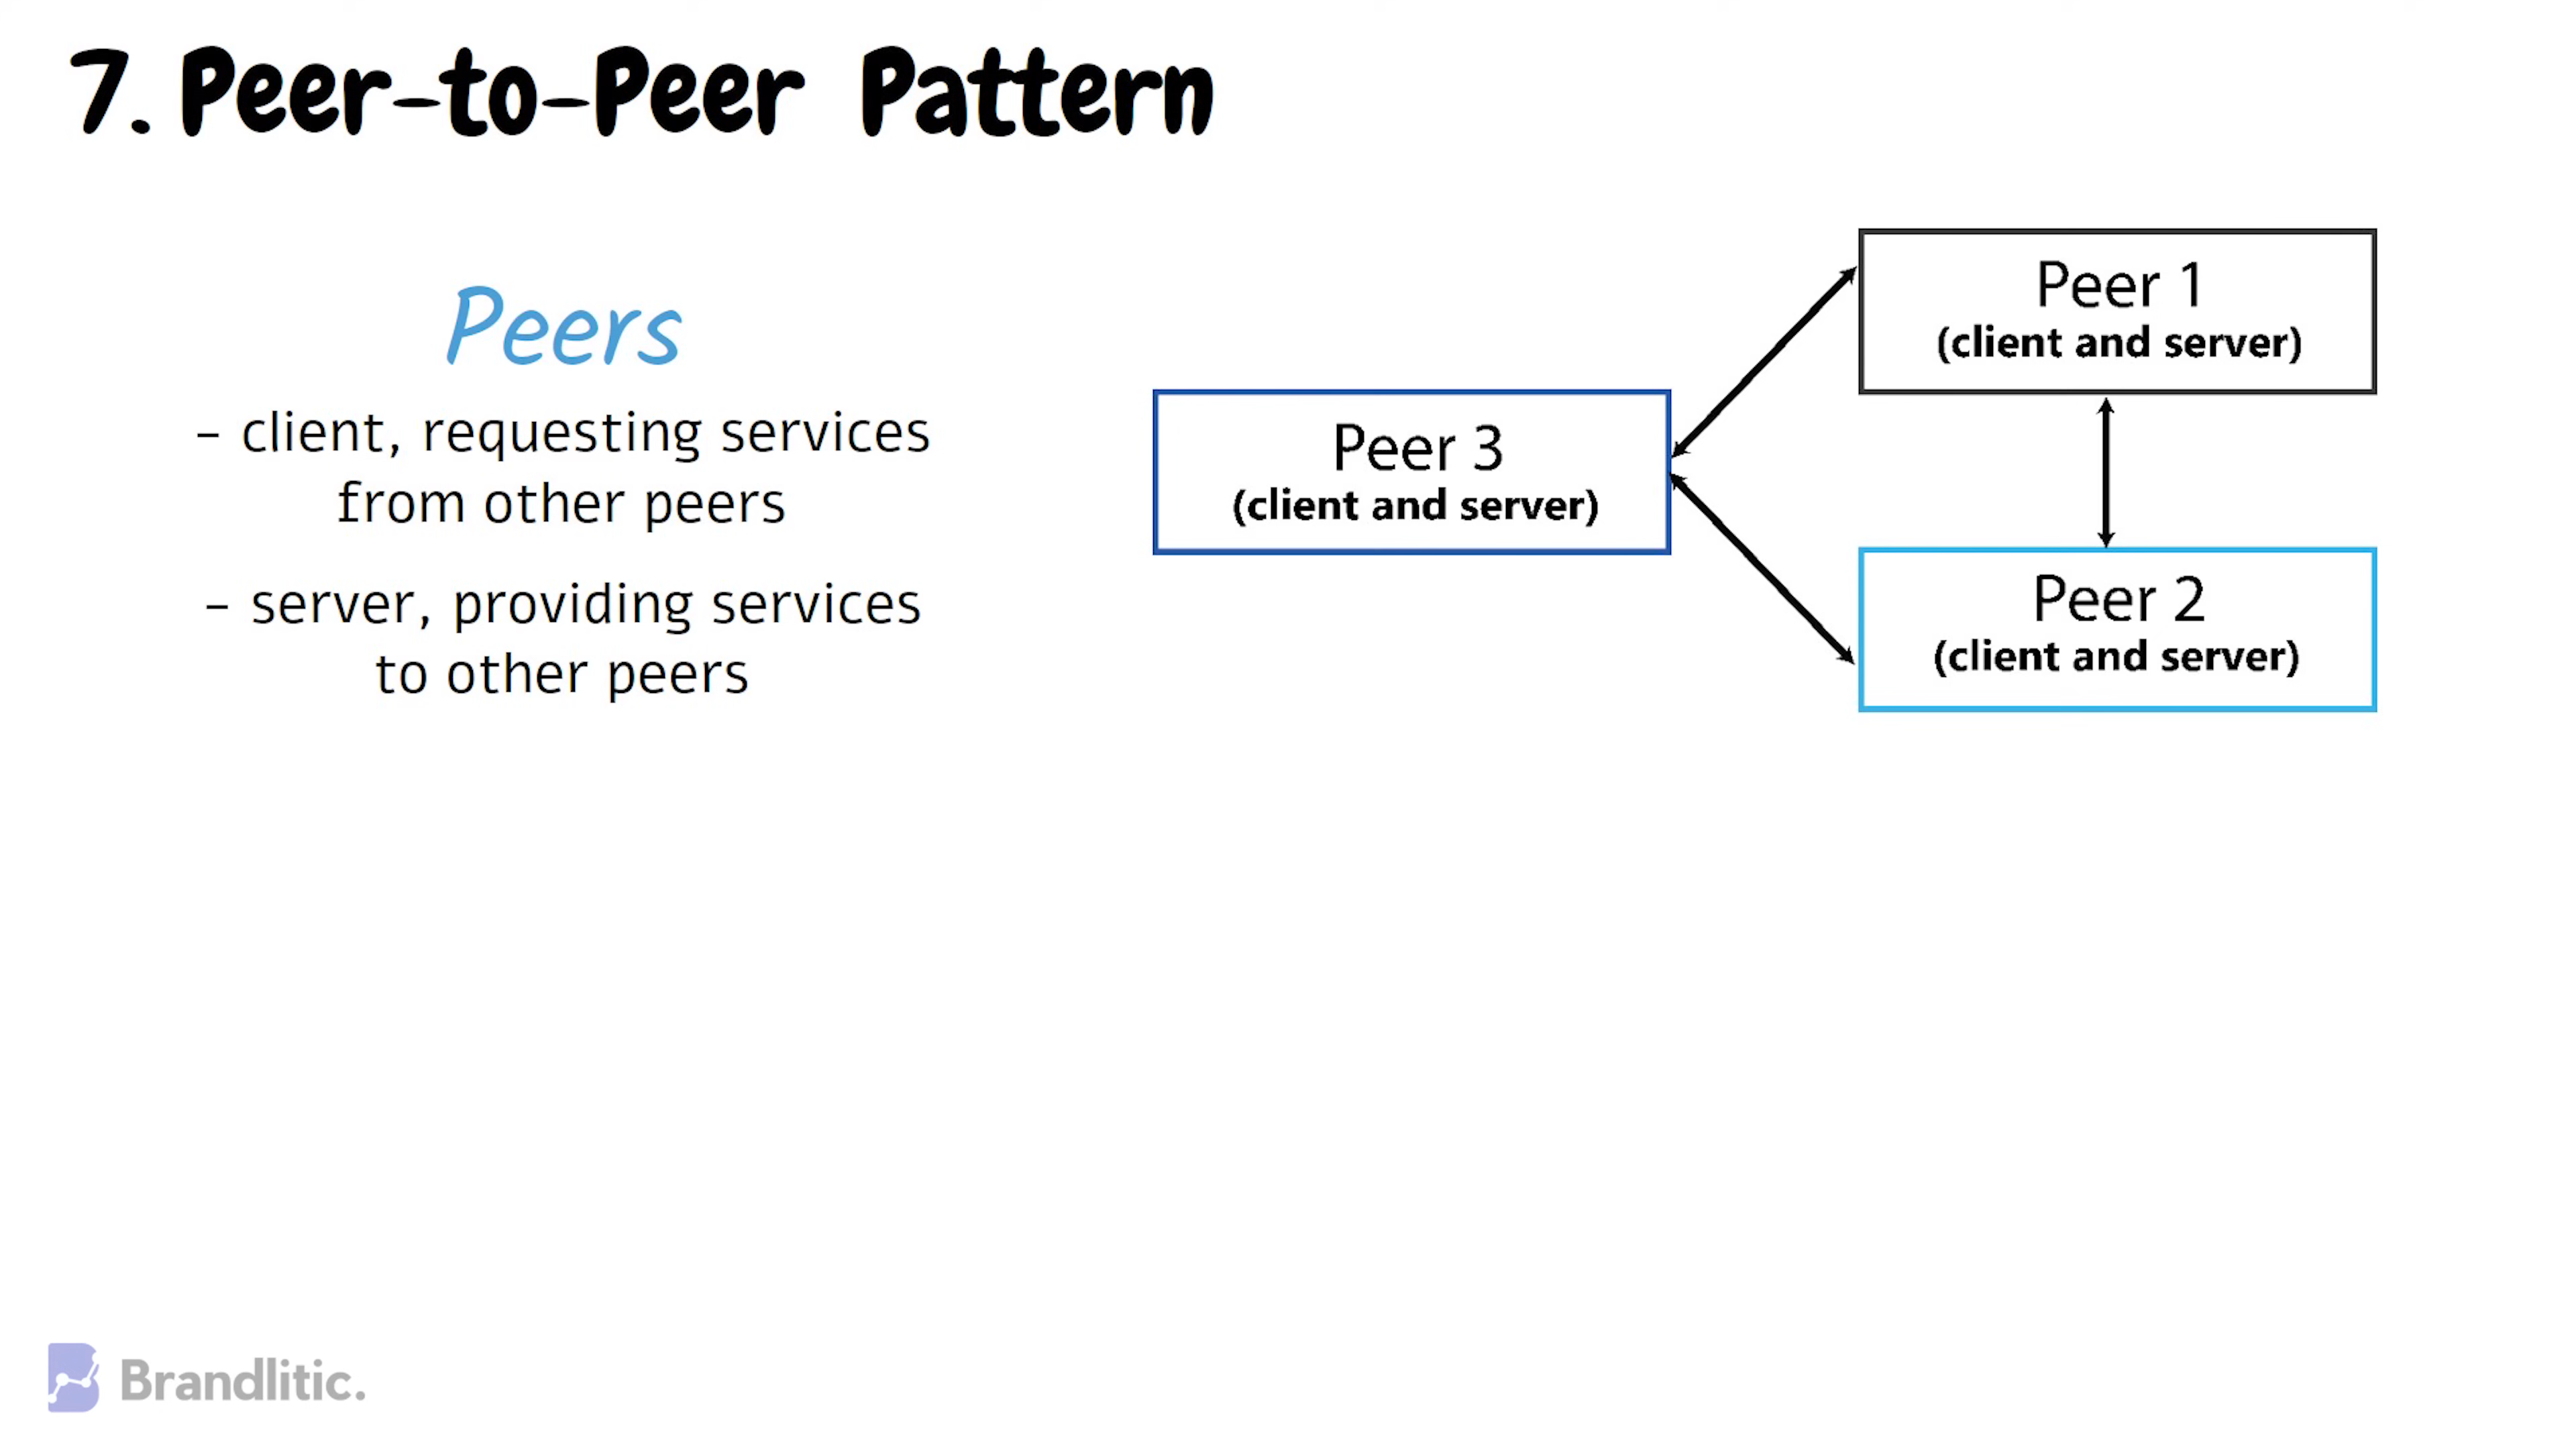 7. Peer-to-Peer Pattern
Peers
- client, requesting services
from other peers
- server, providing services
to other peers
Peer 1
(client and server)
Peer 3
(client and server)
Peer 2
(client and server)
Brandlitic.